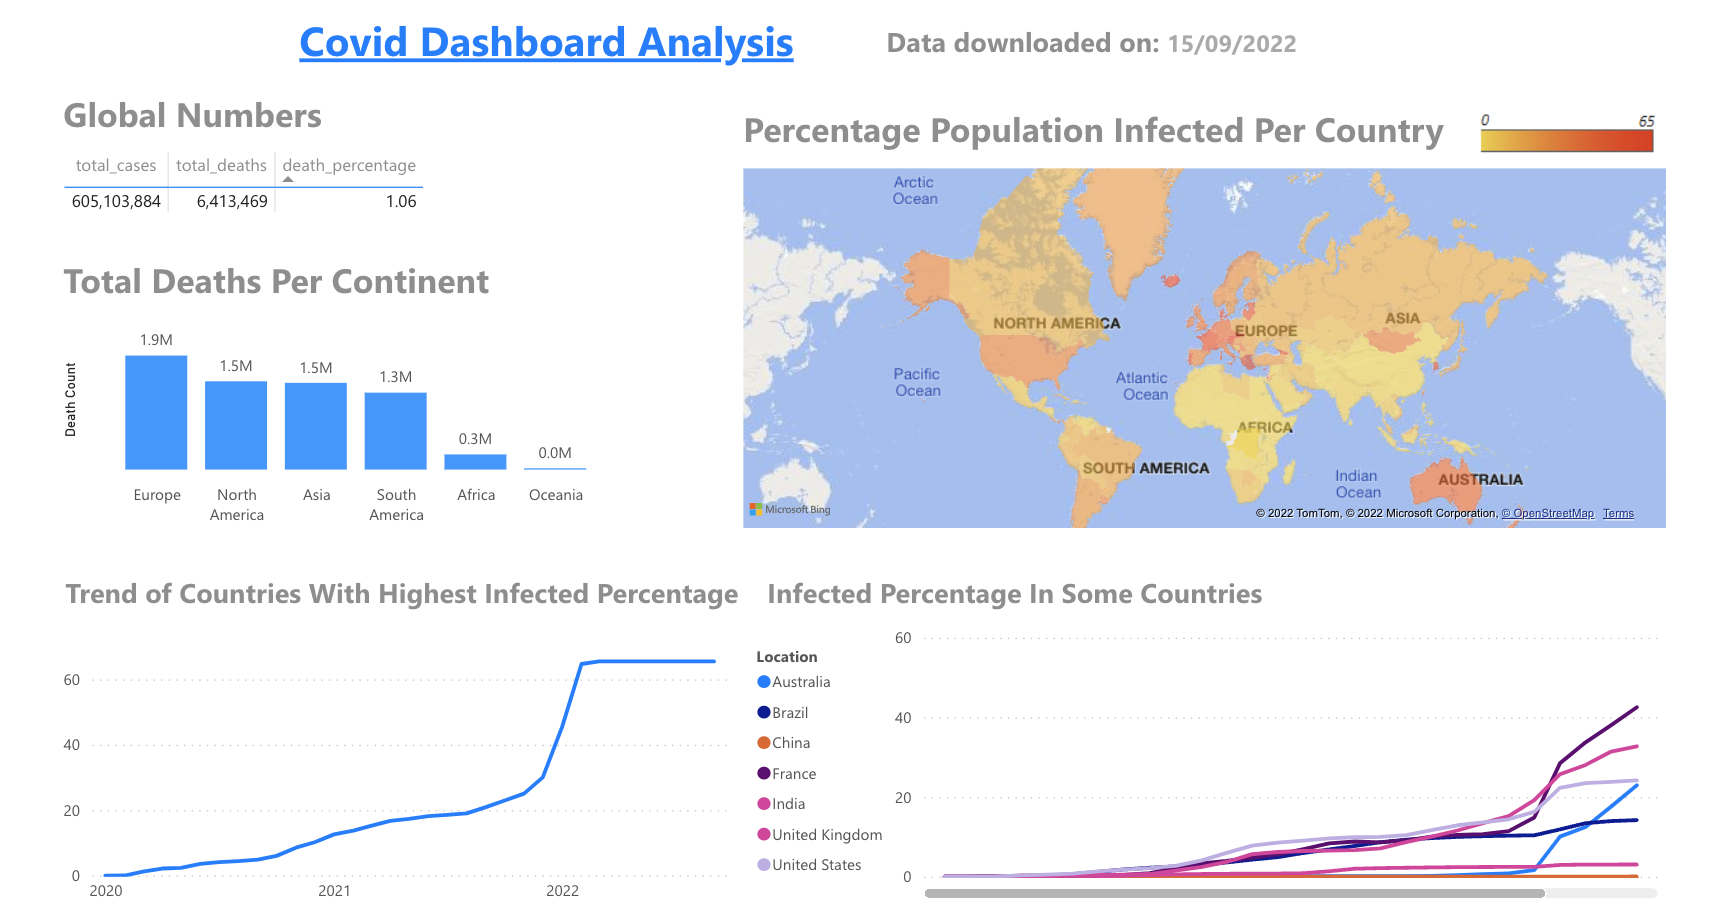 Covid Dashboard Analysis
Data downloaded on: 15/09/2022
Global Numbers
total_cases total_deaths death_percentage
605,103,884 6,413,469 1.06
Total Deaths Per Continent
Death Count
1.9M
1.5M
1.5M
1.3M
0.3M
0.0M
Europe
North
America
Asia
South
America
Africa
Oceania
Percentage Population Infected Per Country
0 65
Arctic
Ocean
NORTH AMERICA
EUROPE
ASIA
Pacific
Ocean
Atlantic
Ocean
AFRICA
SOUTH AMERICA
Indian
Ocean
AUSTRALIA
Microsoft Bing
© 2022 TomTom, © 2022 Microsoft Corporation, © OpenStreetMap Terms
Trend of Countries With Highest Infected Percentage
60
40
20
0
2020 2021 2022
Infected Percentage In Some Countries
Location
Australia
Brazil
China
France
India
United Kingdom
United States
60
40
20
0